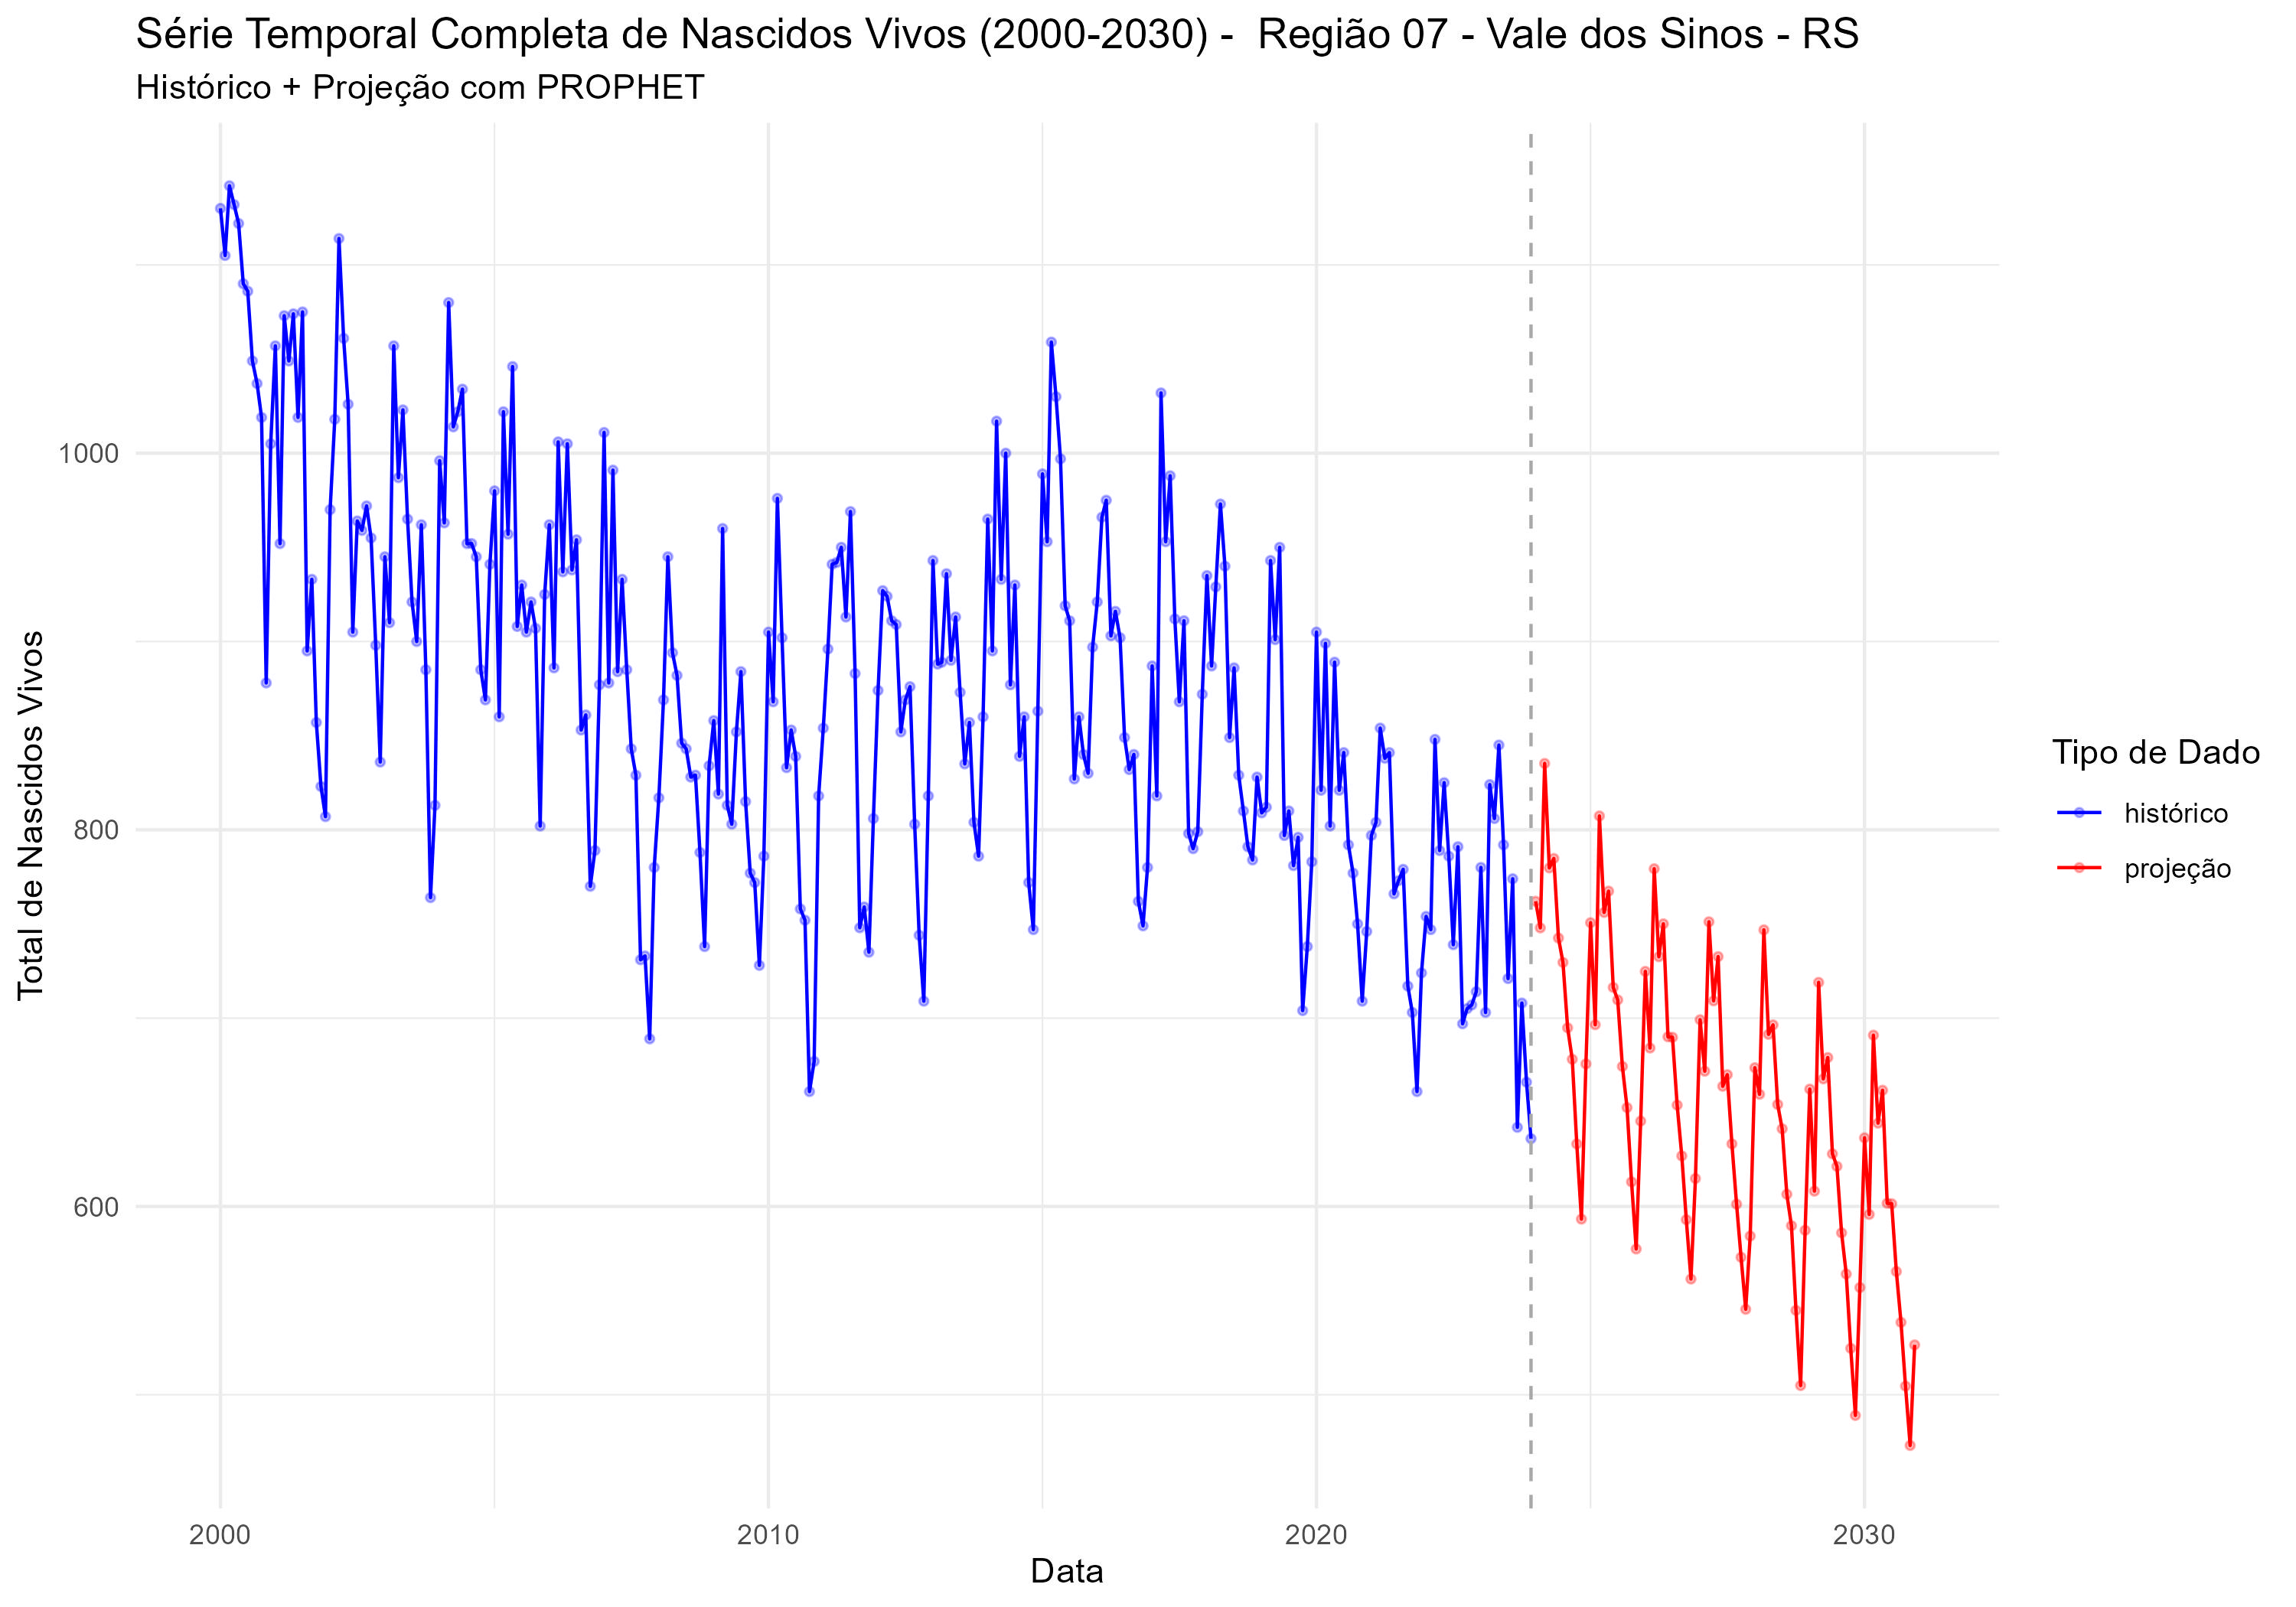 Série Temporal Completa de Nascidos Vivos (2000-2030) -  Região 07 - Vale dos Sinos - RS
Histórico + Projeção com PROPHET
Total de Nascidos Vivos
1000
800
600
2000
2010
2020
2030
Data
Tipo de Dado
histórico
projeção